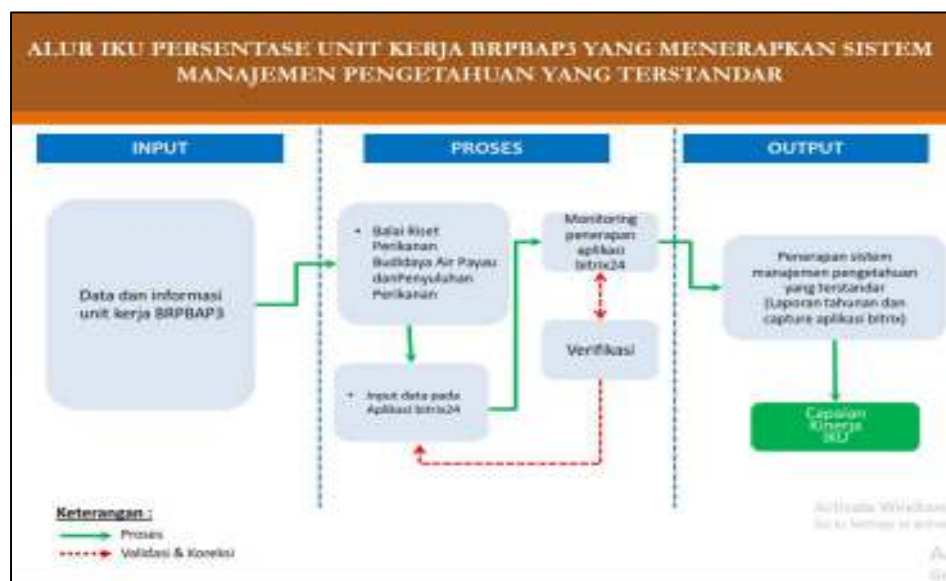 ALUR IKU PERSENTASE UNIT KERJA BRPBAP3 YANG MENERAPKAN SISTEM
MANAJEMEN PENGETAHUAN YANG TERSTANDAR
INPUT
PROSES
OUTPUT
Data dan informasi
unit kerja BRPBAP3
• Balai Riset
Perikanan
Budidaya Air Payau
danPenyuluhan
Perikanan
• Input data pada
Aplikasi bitrix24
Monitoring
penerapan
aplikasi
bitrix24
Verifikasi
Penerapan sistem
manajemen pengetahuan
yang terstandar
(Laporan tahunan dan
capture aplikasi bitrix)
Capaian
Kinerja
IKU
Keterangan :
Proses
Validasi & Koreksi
Activate Windows